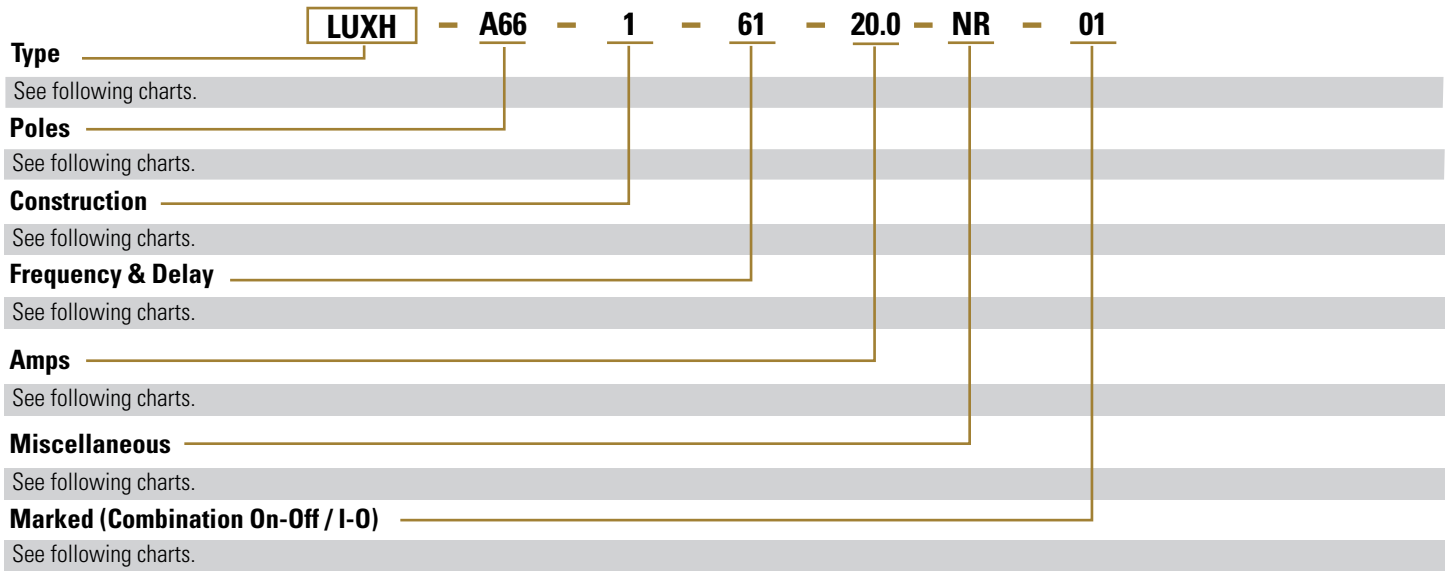 LUXH – A66 – 1 – 61 – 20.0 – NR – 01
Type
See following charts.
Poles
See following charts.
Construction
See following charts.
Frequency & Delay
See following charts.
Amps
See following charts.
Miscellaneous
See following charts.
Marked (Combination On-Off / I-O)
See following charts.